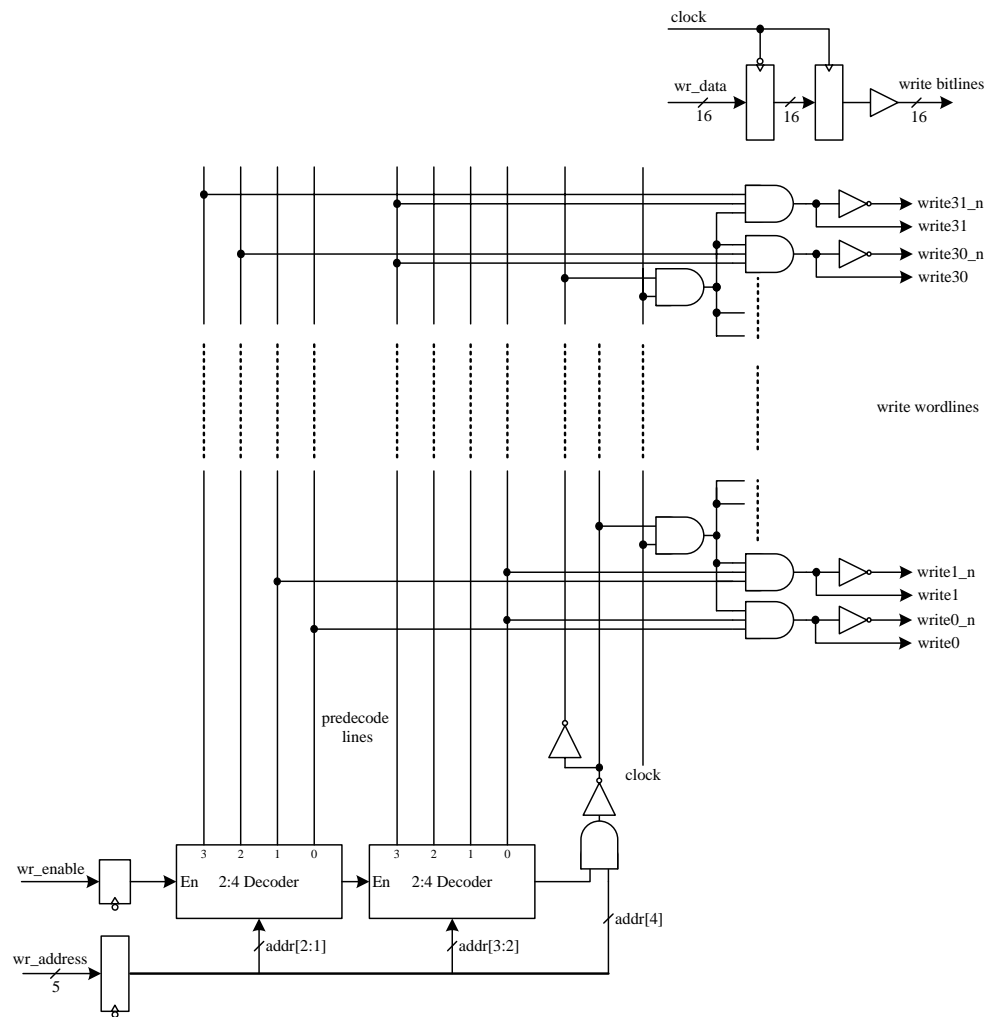 clock
wr_data
write bitlines
16
16
16
write31_n
write31
write30_n
write30
write wordlines
write1_n
write1
write0_n
write0
predecode
lines
clock
3 2 1 0
3 2 1 0
wr_enable
En 2:4 Decoder
En 2:4 Decoder
addr[4]
addr[2:1]
addr[3:2]
wr_address
5